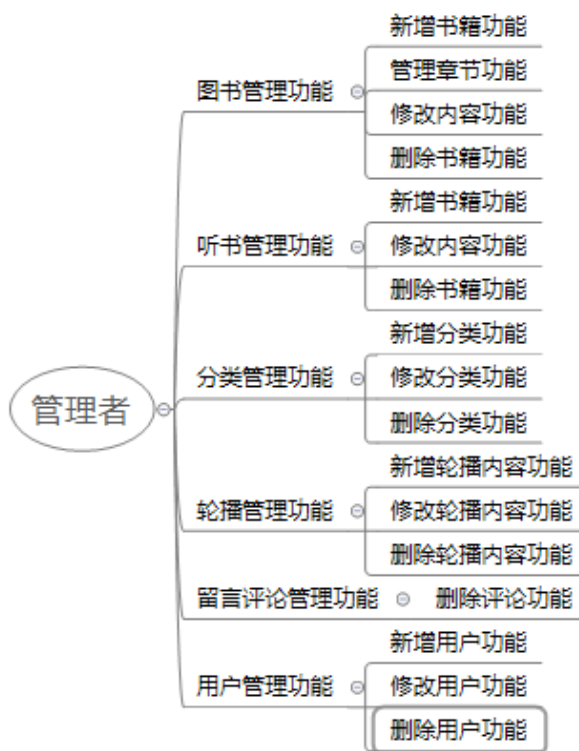 管理者
图书管理功能
新增书籍功能
管理章节功能
修改内容功能
删除书籍功能
听书管理功能
新增书籍功能
修改内容功能
删除书籍功能
分类管理功能
新增分类功能
修改分类功能
删除分类功能
轮播管理功能
新增轮播内容功能
修改轮播内容功能
删除轮播内容功能
留言评论管理功能
删除评论功能
用户管理功能
新增用户功能
修改用户功能
删除用户功能